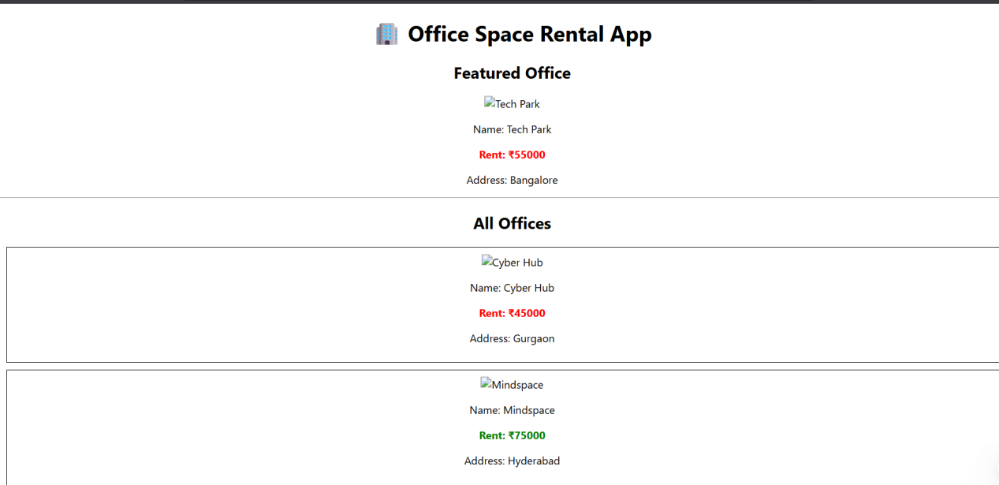 🏢 Office Space Rental App
Featured Office
Tech Park
Name: Tech Park
Rent: ₹55000
Address: Bangalore
All Offices
Cyber Hub
Name: Cyber Hub
Rent: ₹45000
Address: Gurgaon
Mindspace
Name: Mindspace
Rent: ₹75000
Address: Hyderabad